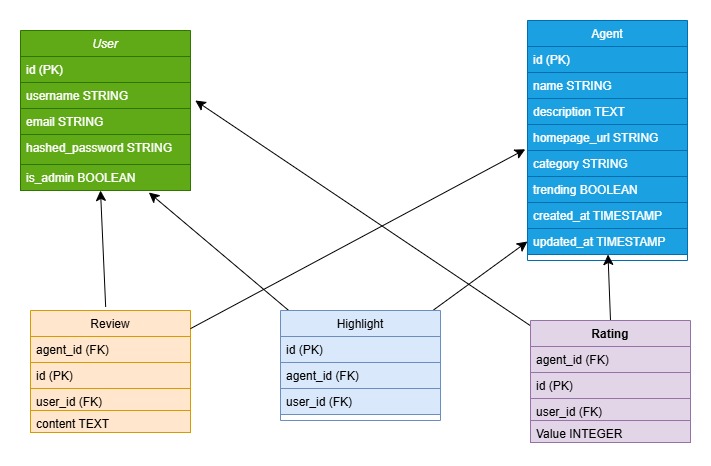 User
id (PK)
username STRING
email STRING
hashed_password STRING
is_admin BOOLEAN
Agent
id (PK)
name STRING
description TEXT
homepage_url STRING
category STRING
trending BOOLEAN
created_at TIMESTAMP
updated_at TIMESTAMP
Review
agent_id (FK)
id (PK)
user_id (FK)
content TEXT
Highlight
id (PK)
agent_id (FK)
user_id (FK)
Rating
agent_id (FK)
id (PK)
user_id (FK)
Value INTEGER